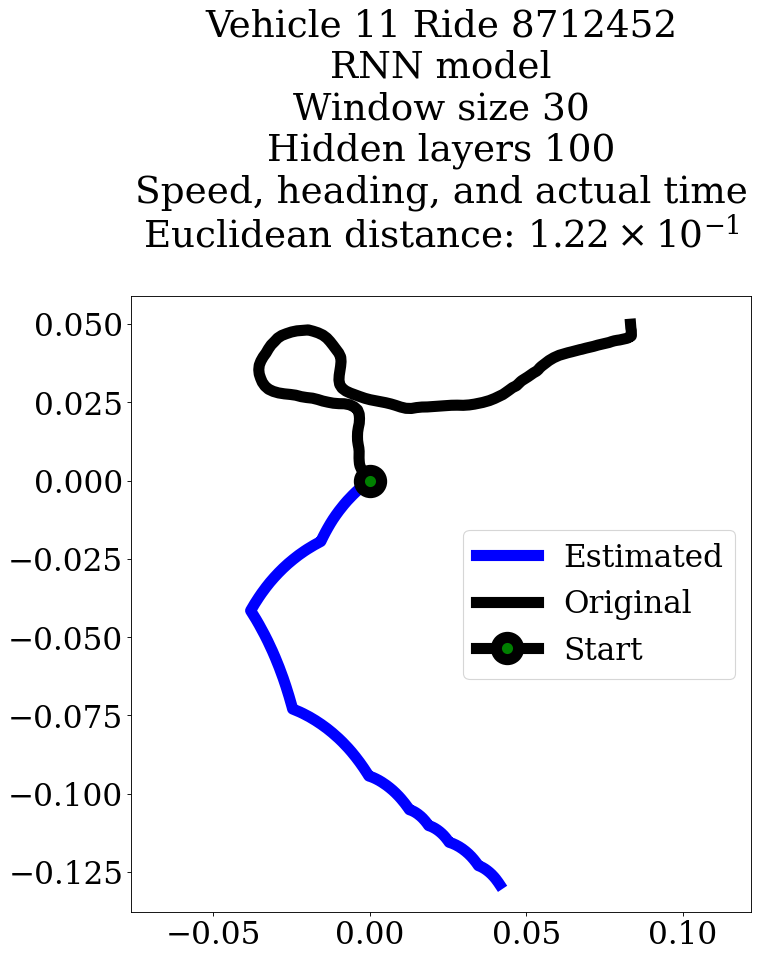 Vehicle 11 Ride 8712452
RNN model
Window size 30
Hidden layers 100
Speed, heading, and actual time
Euclidean distance: 1.22 × 10⁻¹
0.050
0.025
0.000
−0.025
−0.050
−0.075
−0.100
−0.125
Estimated
Original
Start
−0.05 0.00 0.05 0.10